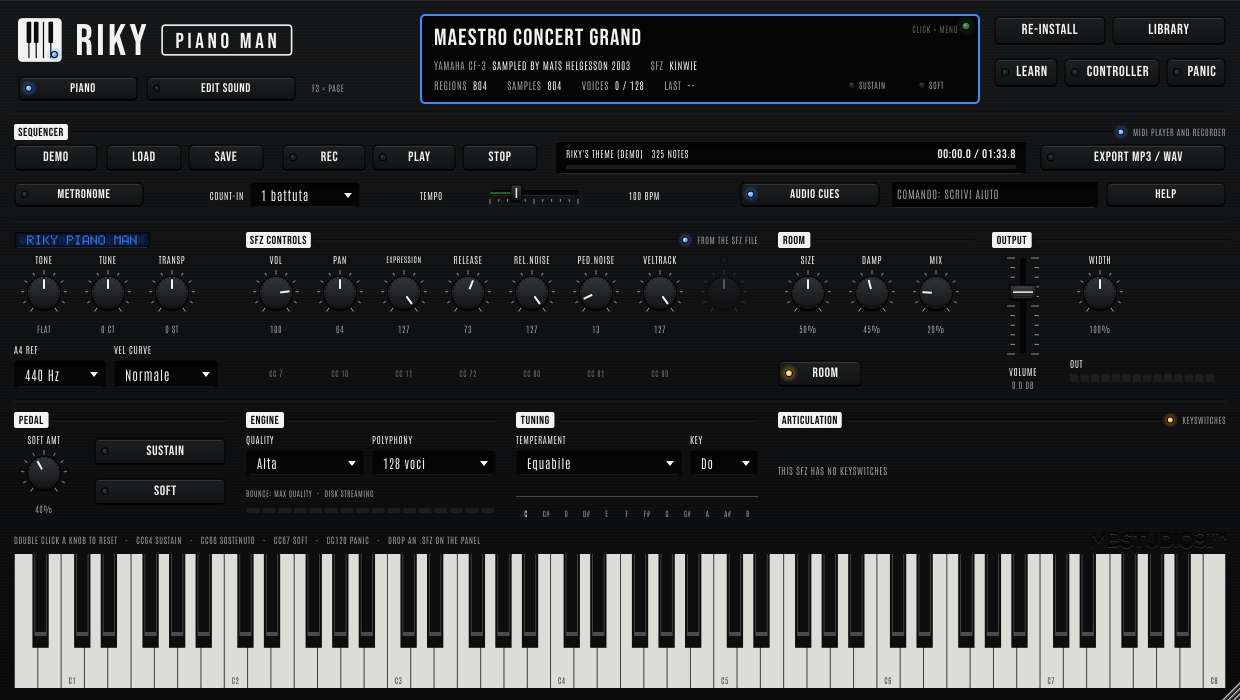 RIKY PIANO MAN
MAESTRO CONCERT GRAND
CLICK = MENU
RE-INSTALL LIBRARY
YAMAHA CF-3 SAMPLED BY MATS HELGESSON 2003 SFZ KINWIE
LEARN CONTROLLER PANIC
PIANO EDIT SOUND F3 = PAGE
REGIONS 804 SAMPLES 804 VOICES 0 / 128 LAST -- SUSTAIN SOFT
SEQUENCER MIDI PLAYER AND RECORDER
DEMO LOAD SAVE REC PLAY STOP RIKY'S THEME (DEMO) 325 NOTES 00:00.0 / 01:33.8 EXPORT MP3 / WAV
METRONOME COUNT-IN 1 battuta TEMPO 100 BPM AUDIO CUES COMANDO: SCRIVI AIUTO HELP
RIKY PIANO MAN SFZ CONTROLS FROM THE SFZ FILE ROOM OUTPUT
TONE TUNE TRANSP VOL PAN EXPRESSION RELEASE REL.NOISE PED.NOISE VELTRACK - SIZE DAMP MIX WIDTH
FLAT 0 CT 0 ST 100 64 127 73 127 13 127 50% 45% 20% 100%
A4 REF VEL CURVE
440 Hz Normale CC 7 CC 10 CC 11 CC 72 CC 80 CC 81 CC 99 ROOM VOLUME OUT
0.0 DB
PEDAL ENGINE TUNING ARTICULATION KEYSWITCHES
SOFT AMT QUALITY POLYPHONY TEMPERAMENT KEY
SUSTAIN Alta 128 voci Equabile Do
THIS SFZ HAS NO KEYSWITCHES
SOFT BOUNCE: MAX QUALITY - DISK STREAMING
40% C C# D D# E F F# G G# A A# B
DOUBLE CLICK A KNOB TO RESET - CC64 SUSTAIN - CC66 SOSTENUTO - CC67 SOFT - CC120 PANIC - DROP AN .SFZ ON THE PANEL
C1 C2 C3 C4 C5 C6 C7 C8